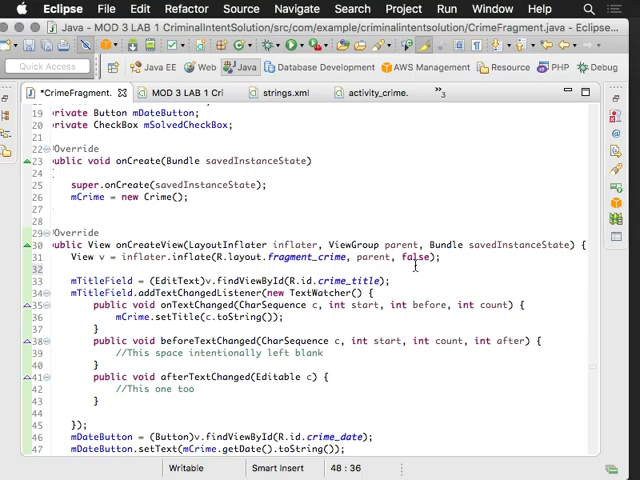 Eclipse File Edit Refactor Source Navigate Search Project Run Window Help
Java - MOD 3 LAB 1 CriminalIntentSolution/src/com/example/criminalintentsolution/CrimeFragment.java - Eclipse
Quick Access Java EE Web Java Database Development AWS Management Resource PHP Debug
*CrimeFragment. MOD 3 LAB 1 Cri strings.xml activity_crime. »3
19 private Button mDateButton;
20 private CheckBox mSolvedCheckBox;
21
22 @Override
23 public void onCreate(Bundle savedInstanceState)
24 {
25 super.onCreate(savedInstanceState);
26 mCrime = new Crime();
27
28
29 @Override
30 public View onCreateView(LayoutInflater inflater, ViewGroup parent, Bundle savedInstanceState) {
31 View v = inflater.inflate(R.layout.fragment_crime, parent, false);
32
33 mTitleField = (EditText)v.findViewById(R.id.crime_title);
34 mTitleField.addTextChangedListener(new TextWatcher() {
35 public void onTextChanged(CharSequence c, int start, int before, int count) {
36 mCrime.setTitle(c.toString());
37 }
38 public void beforeTextChanged(CharSequence c, int start, int count, int after) {
39 //This space intentionally left blank
40 }
41 public void afterTextChanged(Editable c) {
42 //This one too
43 }
44
45 });
46 mDateButton = (Button)v.findViewById(R.id.crime_date);
47 mDateButton.setText(mCrime.getDate().toString());
Writable Smart Insert 48 : 36